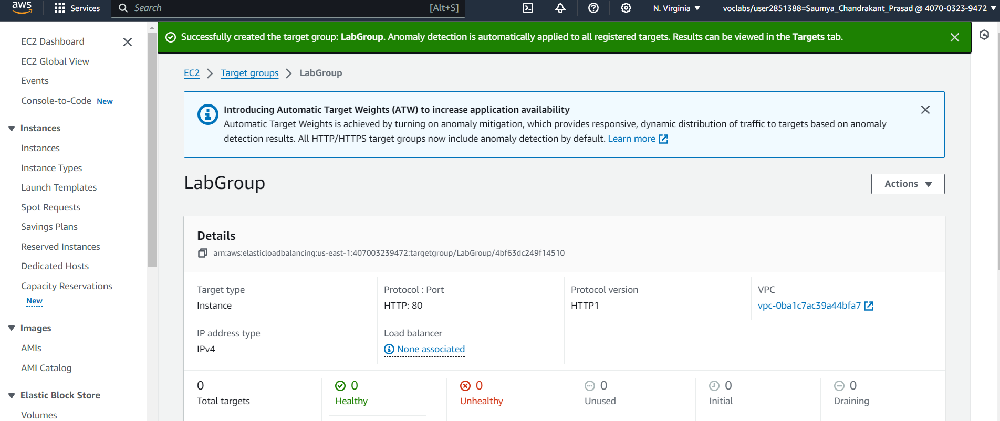 aws
Services
Search
[Alt+S]
N. Virginia
voclabs/user2851388=Saumya_Chandrakant_Prasad @ 4070-0323-9472
EC2 Dashboard
EC2 Global View
Events
Console-to-Code New
Instances
Instances
Instance Types
Launch Templates
Spot Requests
Savings Plans
Reserved Instances
Dedicated Hosts
Capacity Reservations
New
Images
AMIs
AMI Catalog
Elastic Block Store
Volumes
Successfully created the target group: LabGroup. Anomaly detection is automatically applied to all registered targets. Results can be viewed in the Targets tab.
EC2 > Target groups > LabGroup
Introducing Automatic Target Weights (ATW) to increase application availability
Automatic Target Weights is achieved by turning on anomaly mitigation, which provides responsive, dynamic distribution of traffic to targets based on anomaly
detection results. All HTTP/HTTPS target groups now include anomaly detection by default. Learn more
LabGroup
Actions
Details
arn:aws:elasticloadbalancing:us-east-1:407003239472:targetgroup/LabGroup/4bf63dc249f14510
Target type
Instance
Protocol : Port
HTTP: 80
Protocol version
HTTP1
VPC
vpc-0ba1c7ac39a44bfa7
IP address type
IPv4
Load balancer
None associated
0
Total targets
0
Healthy
0
Unhealthy
0
Unused
0
Initial
0
Draining